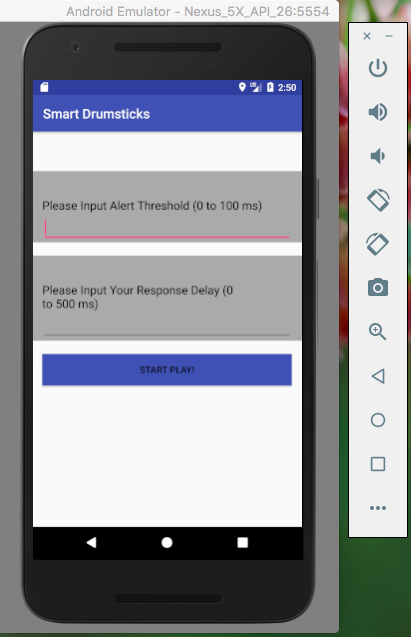 Android Emulator - Nexus_5X_API_26:5554
2:50
Smart Drumsticks
Please Input Alert Threshold (0 to 100 ms)
Please Input Your Response Delay (0
to 500 ms)
START PLAY!